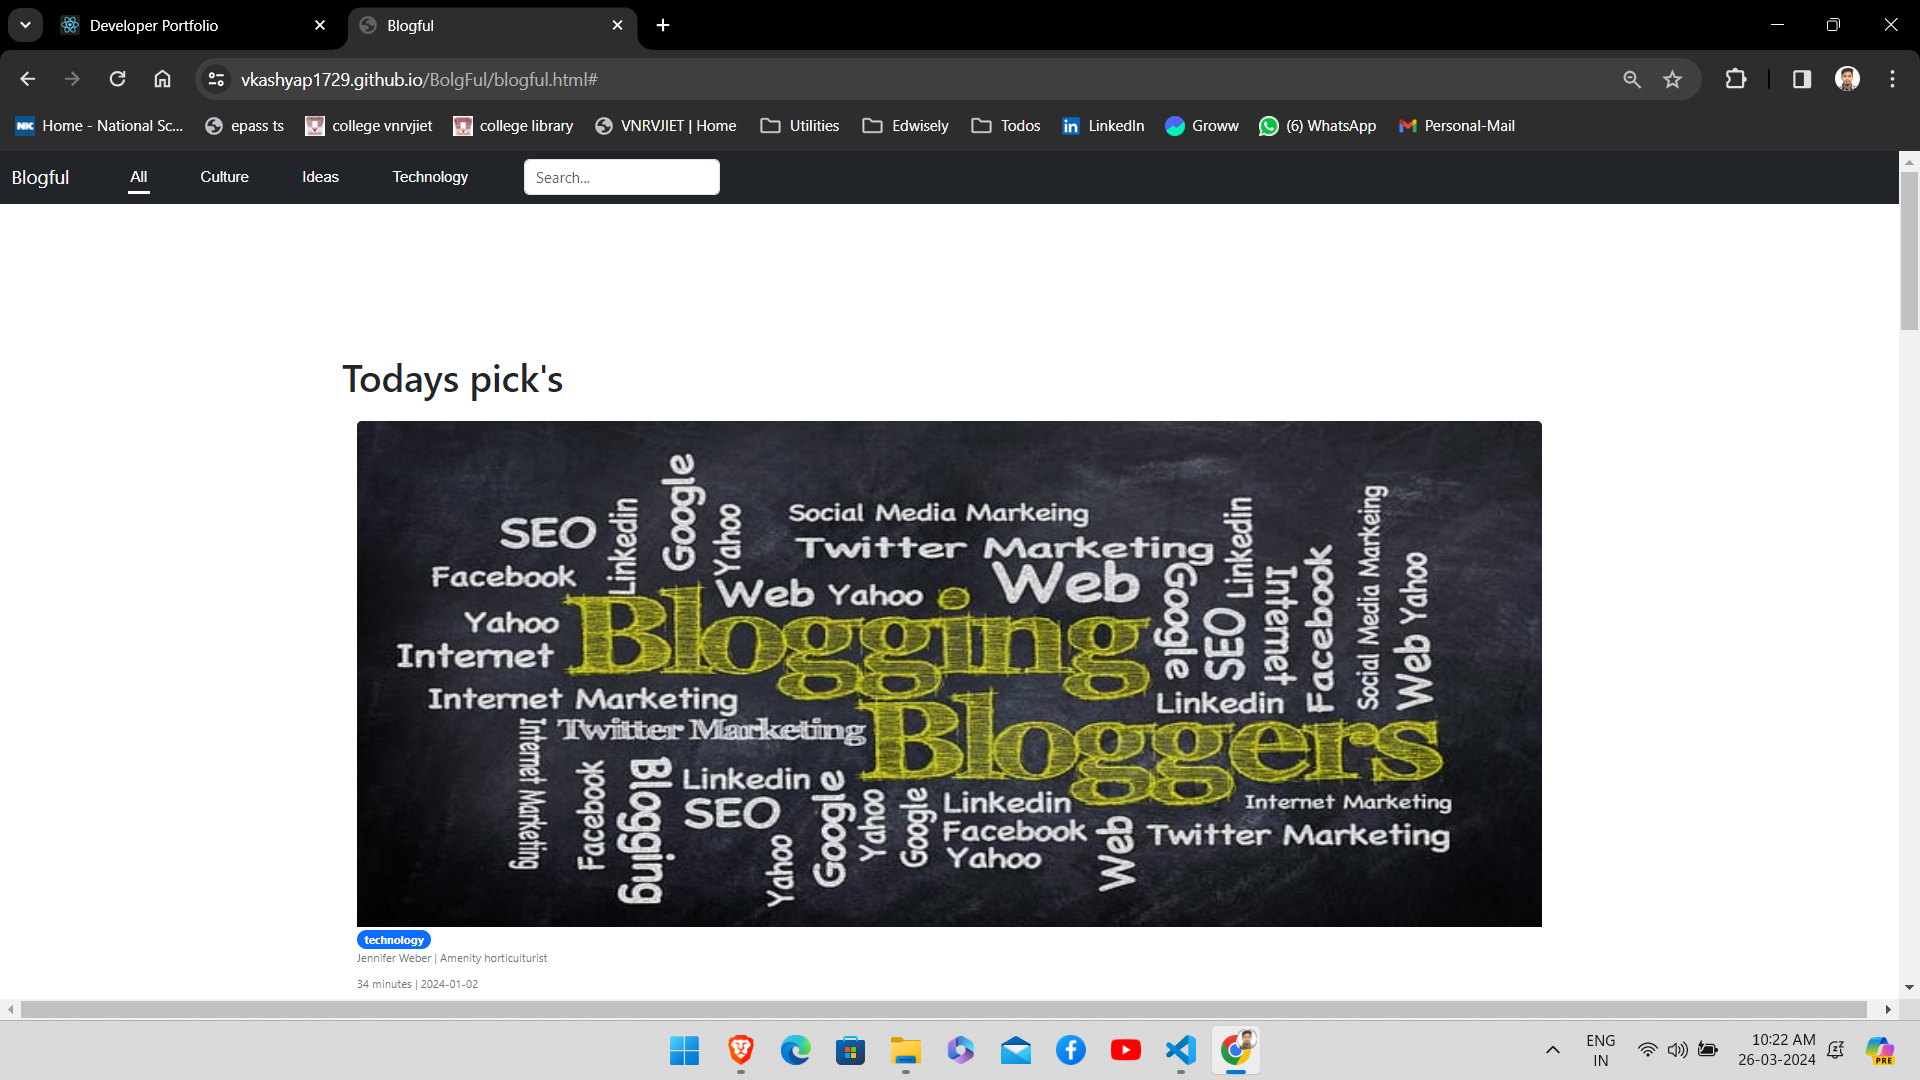 Developer Portfolio
Blogful
vkashyap1729.github.io/BolgFul/blogful.html#
NK Home - National Sc...
epass ts
college vnrvjiet
college library
VNRVJIET | Home
Utilities
Edwisely
Todos
in LinkedIn
Groww
(6) WhatsApp
Personal-Mail
Blogful
All
Culture
Ideas
Technology
Search...
Todays pick's
SEO
Linkedin
Google
Yahoo
Social Media Markeing
Twitter Marketing
Facebook
Web Yahoo
Web
Yahoo
Internet
Blogging
Google
SEO
Linkedin
Internet
Facebook
Social Media Markeing
Web Yahoo
Internet Marketing
Linkedin
Twitter Marketing
Bloggers
Internet Marketing
Facebook
Blogging
Linkedin
SEO
Yahoo
Google
Yahoo
Google
Linkedin
Facebook
Yahoo
Web
Internet Marketing
Twitter Marketing
technology
Jennifer Weber | Amenity horticulturist
34 minutes | 2024-01-02
ENG
IN
10:22 AM
26-03-2024
PRE